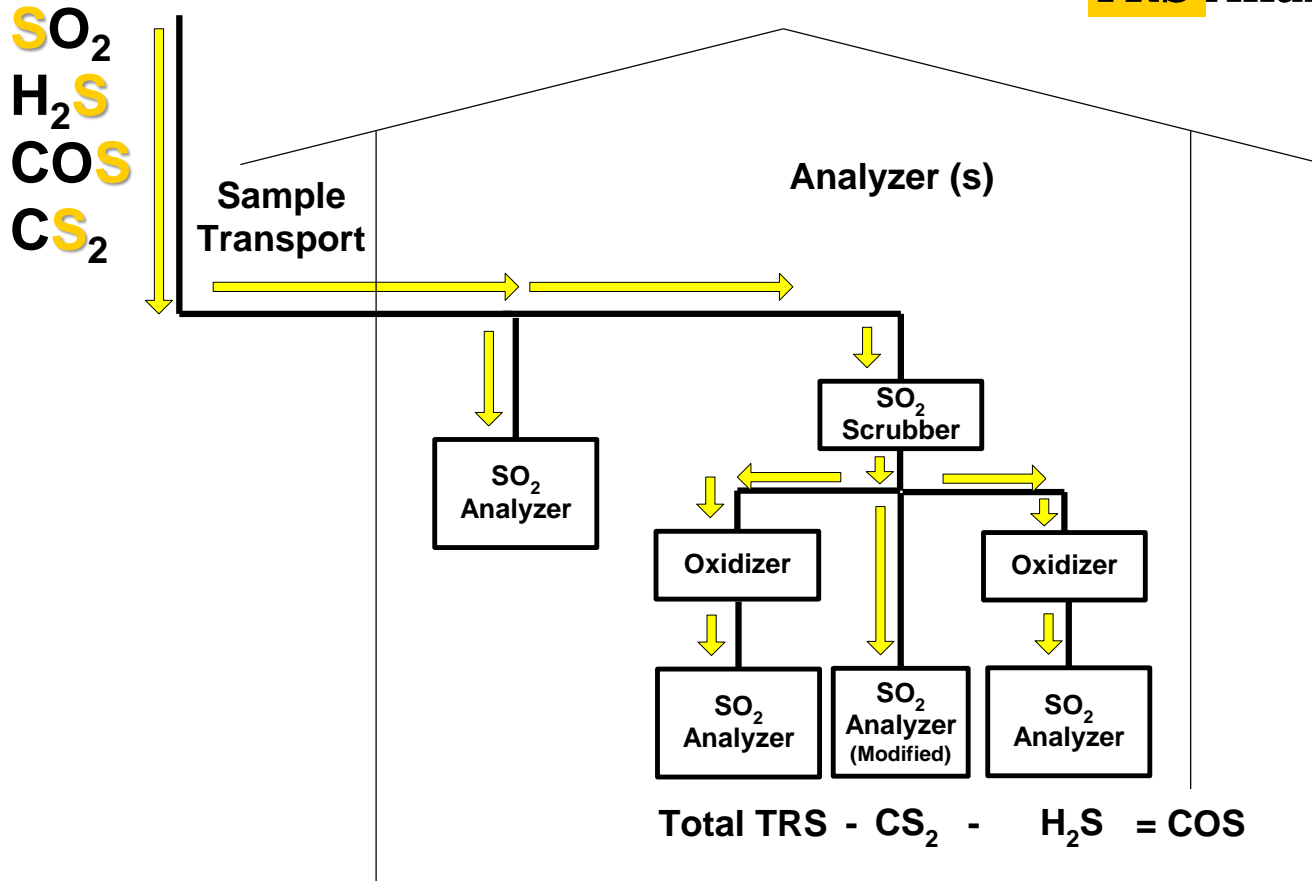 SO₂
H₂S
COS
CS₂
Sample
Transport
Analyzer (s)
SO₂
Scrubber
SO₂
Analyzer
Oxidizer
Oxidizer
SO₂
Analyzer
SO₂
Analyzer
(Modified)
SO₂
Analyzer
Total TRS - CS₂ - H₂S = COS